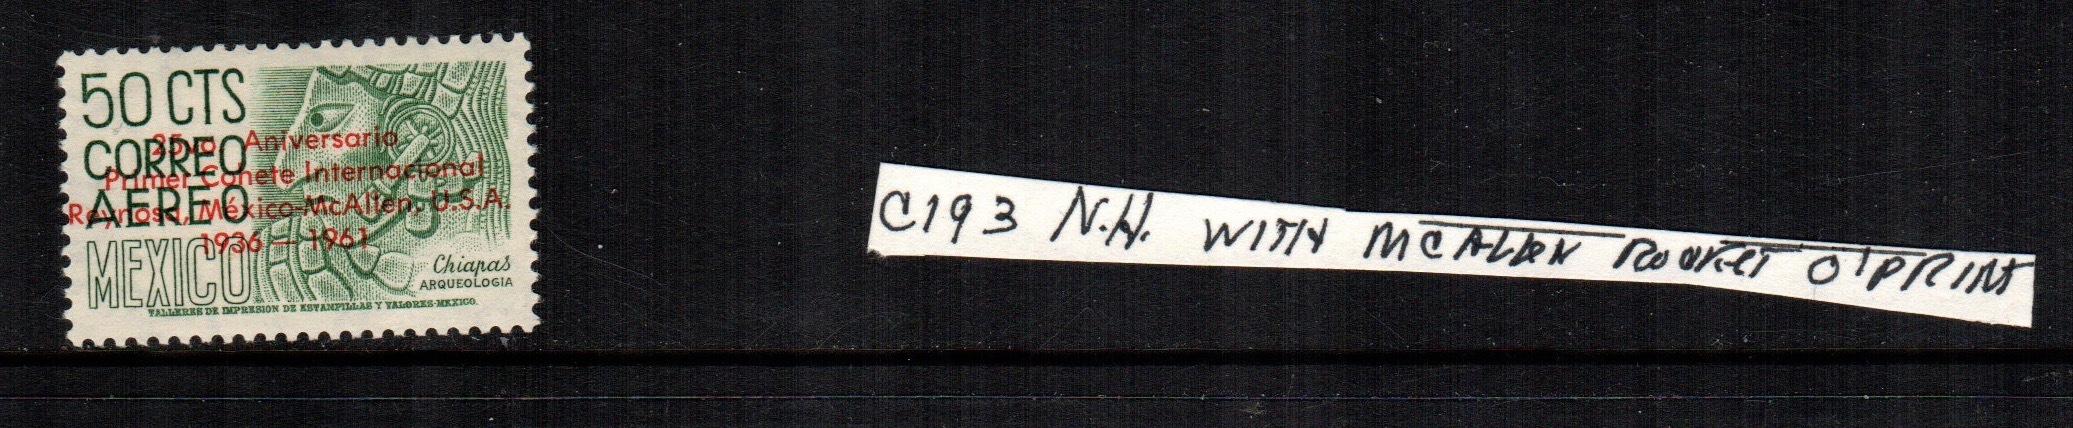 50 CTS
CORREO
AEREO
MEXICO
25vo. Aniversario
Primer Cohete Internacional
Reynosa, México-McAllen, U.S.A.
1936 — 1961
Chiapas
ARQUEOLOGIA
TALLERES DE IMPRESION DE ESTAMPILLAS Y VALORES-MEXICO.
C193 N.H. WITH MCALLEN ROCKET O'PRINT